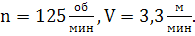 n = 125 об/мин, V = 3,3 м/мин.